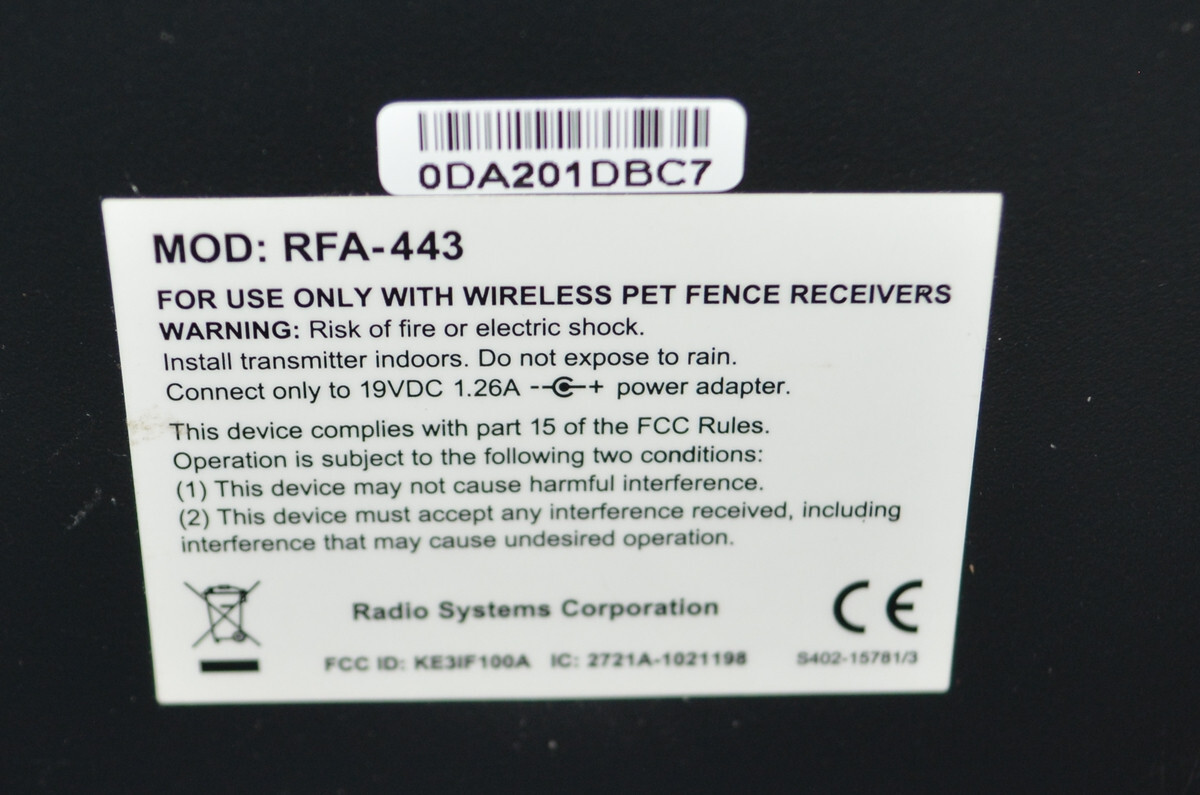 0DA201DBC7
MOD: RFA-443
FOR USE ONLY WITH WIRELESS PET FENCE RECEIVERS
WARNING: Risk of fire or electric shock.
Install transmitter indoors. Do not expose to rain.
Connect only to 19VDC 1.26A - + power adapter.
This device complies with part 15 of the FCC Rules.
Operation is subject to the following two conditions:
(1) This device may not cause harmful interference.
(2) This device must accept any interference received, including
interference that may cause undesired operation.
Radio Systems Corporation
CE
FCC ID: KE3IF100A IC: 2721A-1021198
S402-15781/3